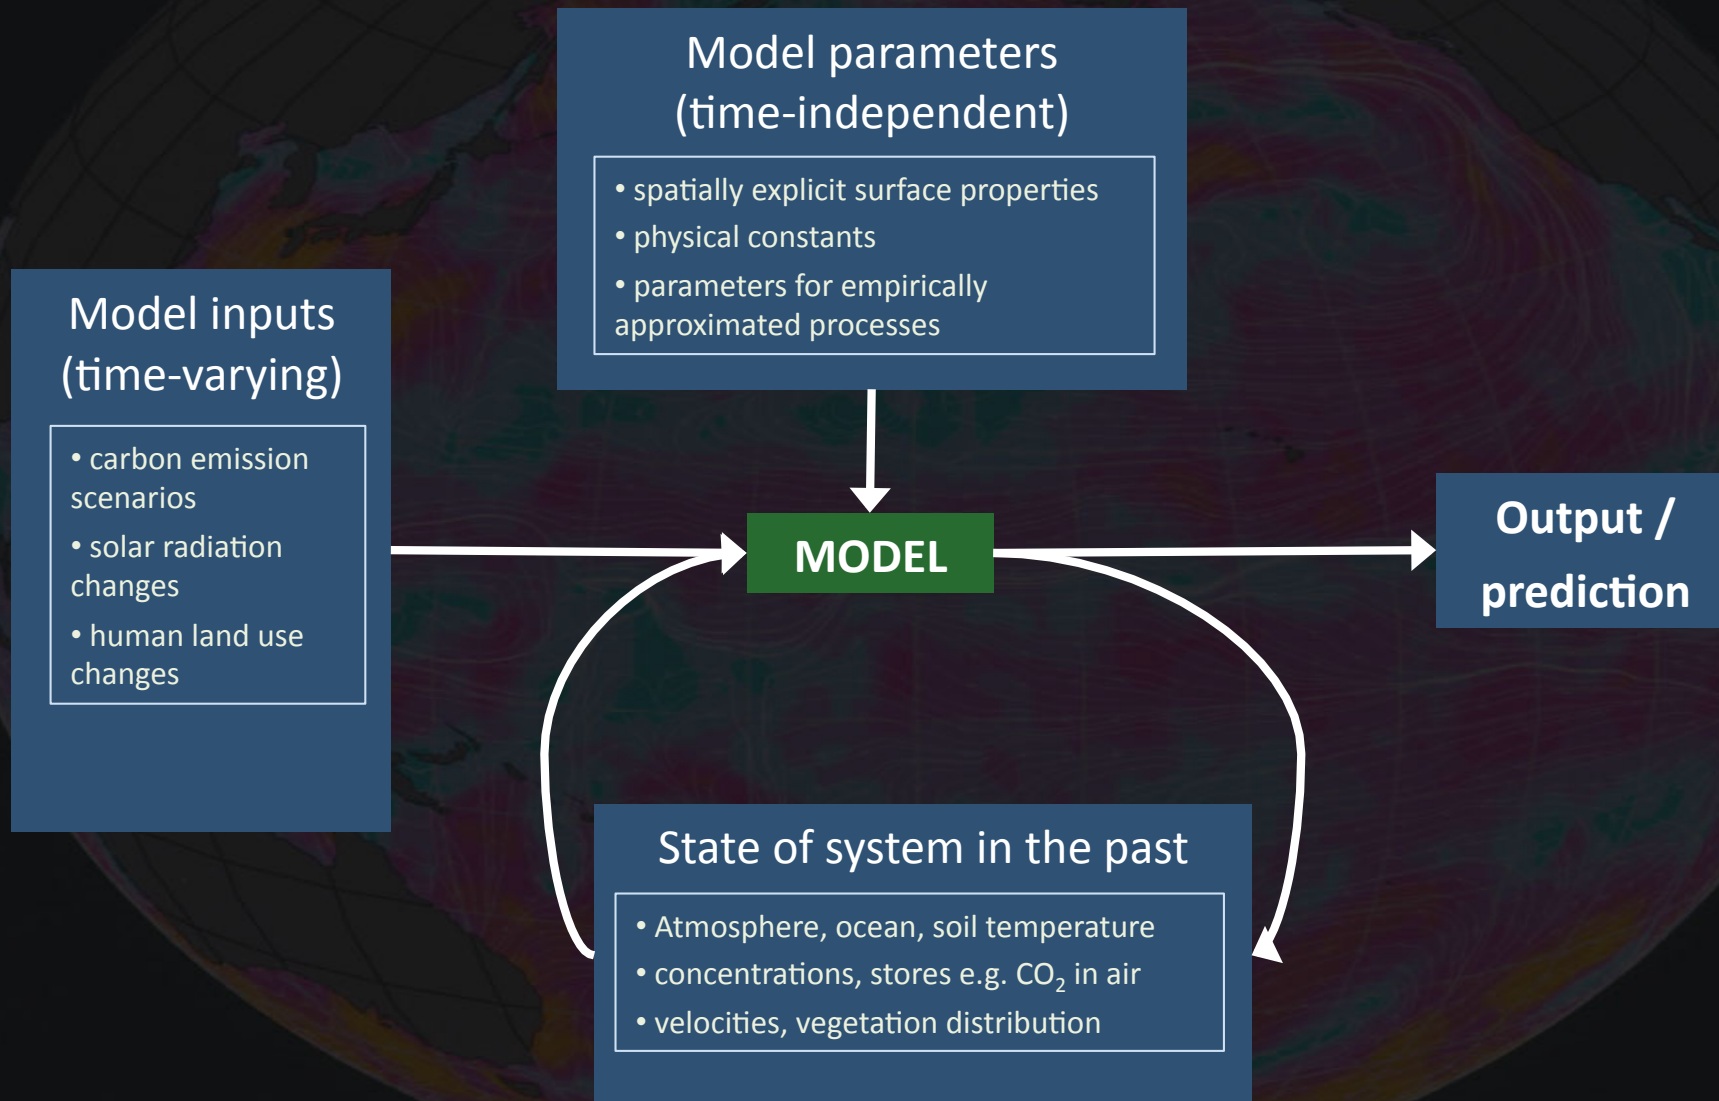 Model parameters
(time-independent)
• spatially explicit surface properties
• physical constants
• parameters for empirically
approximated processes
Model inputs
(time-varying)
• carbon emission
scenarios
• solar radiation
changes
• human land use
changes
MODEL
Output /
prediction
State of system in the past
• Atmosphere, ocean, soil temperature
• concentrations, stores e.g. CO₂ in air
• velocities, vegetation distribution